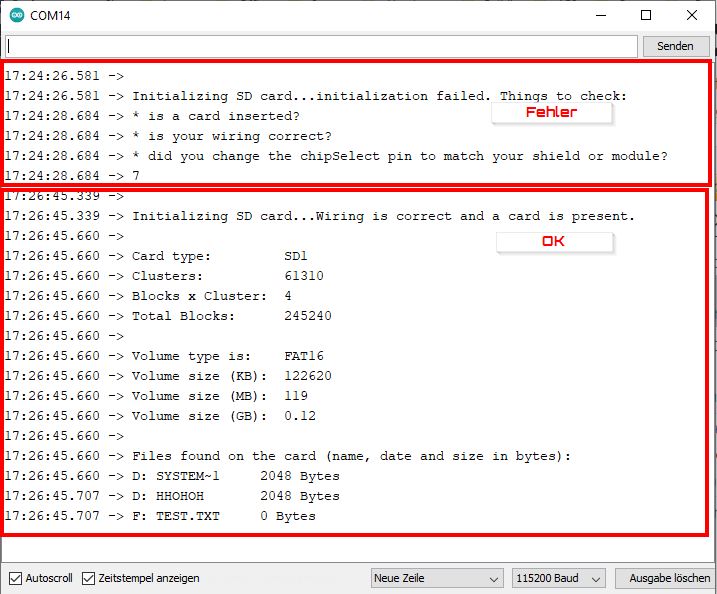 COM14
Senden
17:24:26.581 ->
17:24:26.581 -> Initializing SD card...initialization failed. Things to check:
Fehler
17:24:28.684 -> * is a card inserted?
17:24:28.684 -> * is your wiring correct?
17:24:28.684 -> * did you change the chipSelect pin to match your shield or module?
17:24:28.684 -> 7
17:26:45.339 ->
17:26:45.339 -> Initializing SD card...Wiring is correct and a card is present.
17:26:45.660 ->
OK
17:26:45.660 -> Card type: SD1
17:26:45.660 -> Clusters: 61310
17:26:45.660 -> Blocks x Cluster: 4
17:26:45.660 -> Total Blocks: 245240
17:26:45.660 ->
17:26:45.660 -> Volume type is: FAT16
17:26:45.660 -> Volume size (KB): 122620
17:26:45.660 -> Volume size (MB): 119
17:26:45.660 -> Volume size (GB): 0.12
17:26:45.660 ->
17:26:45.660 -> Files found on the card (name, date and size in bytes):
17:26:45.660 -> D: SYSTEM~1 2048 Bytes
17:26:45.707 -> D: HHOHOH 2048 Bytes
17:26:45.707 -> F: TEST.TXT 0 Bytes
Autoscroll Zeitstempel anzeigen Neue Zeile 115200 Baud Ausgabe löschen